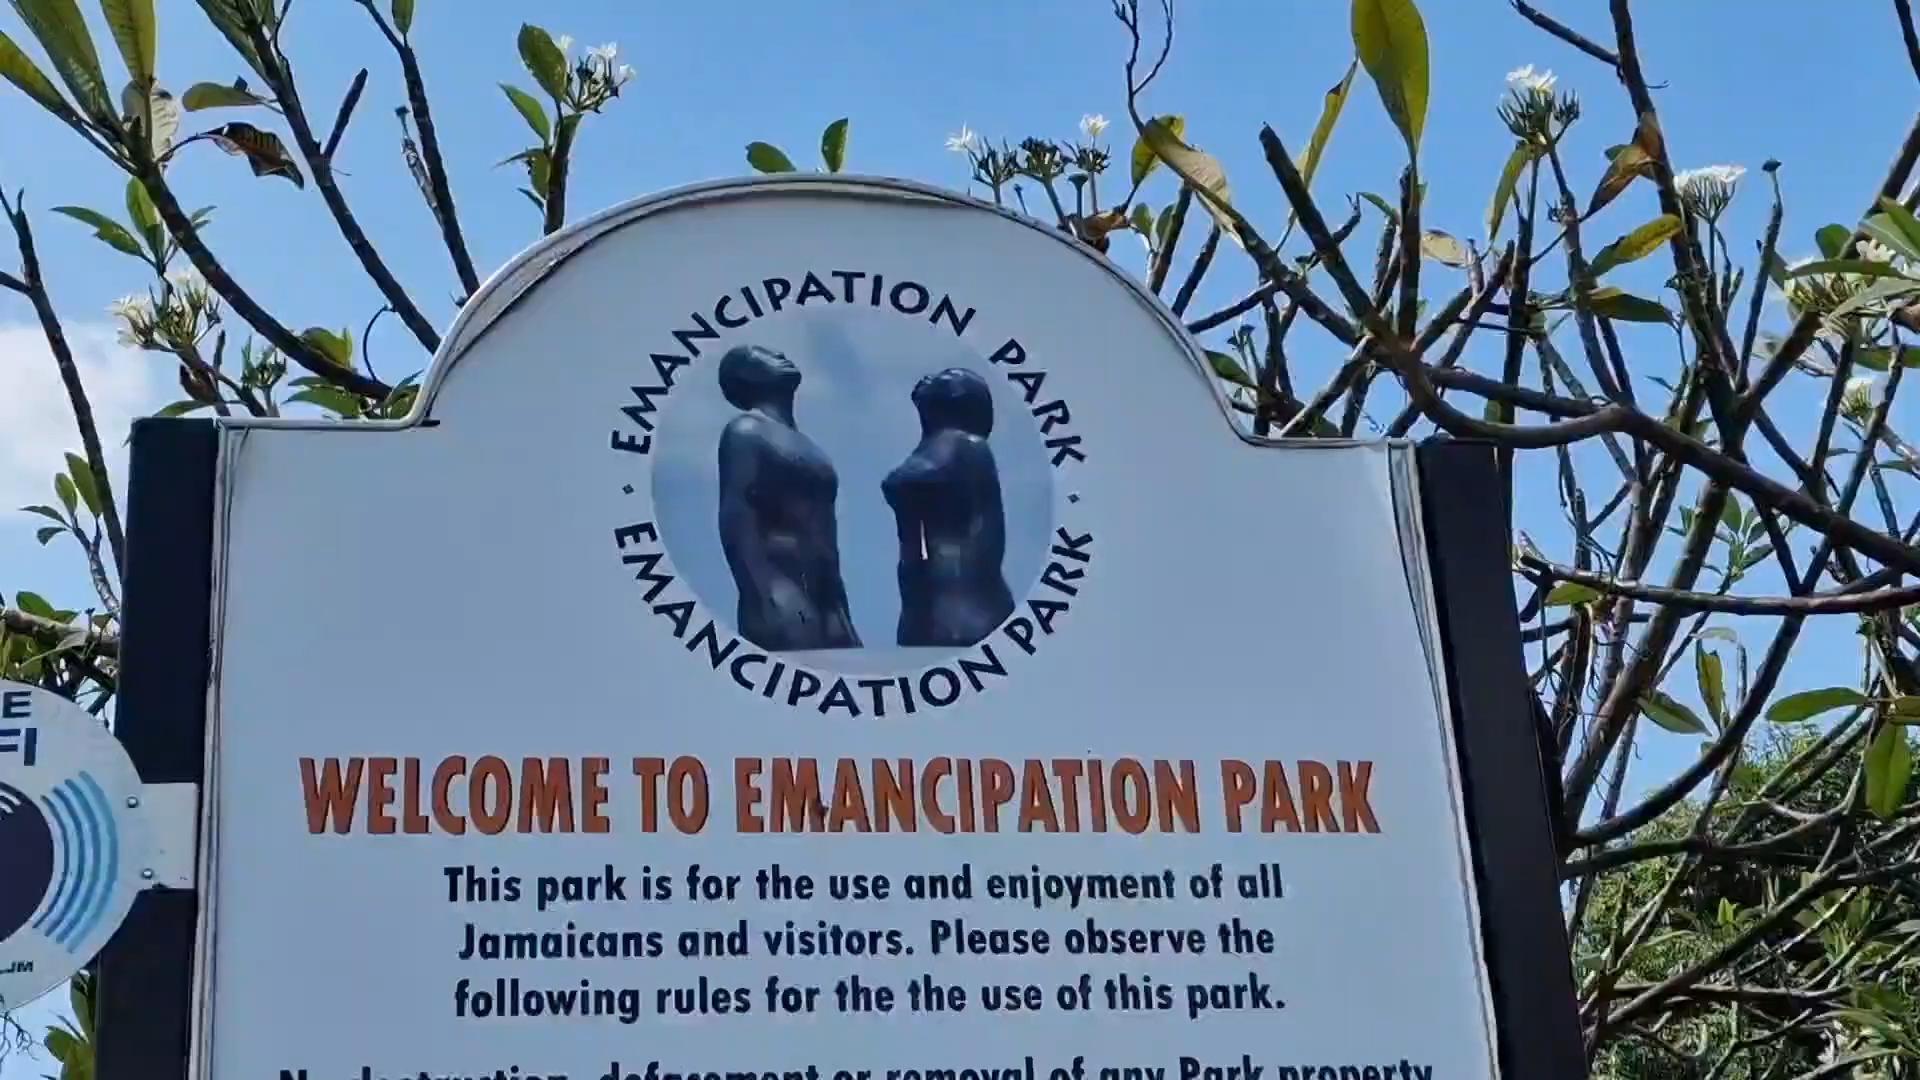 EMANCIPATION PARK
· EMANCIPATION PARK ·
WELCOME TO EMANCIPATION PARK
This park is for the use and enjoyment of all
Jamaicans and visitors. Please observe the
following rules for the the use of this park.
No destruction, defacement or removal of any Park property
E
FI
.JM